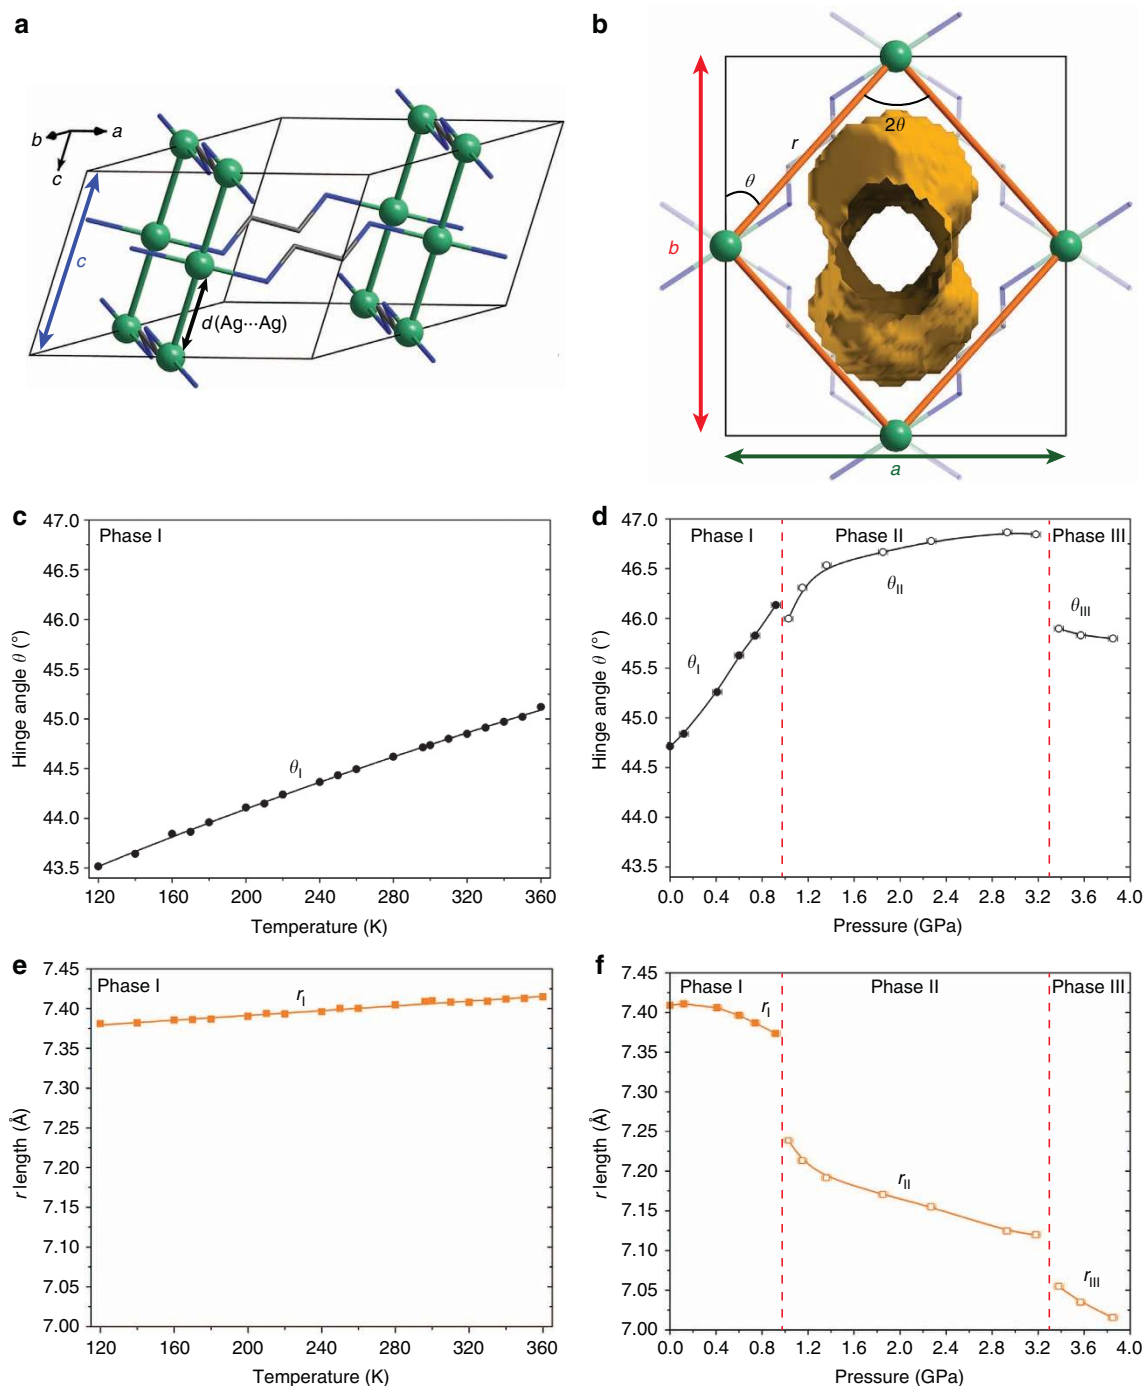 a
b
a
c
c
d (Ag···Ag)
b
2θ
r
θ
b
a
c
Phase I
47.0
46.5
46.0
45.5
45.0
44.5
44.0
43.5
Hinge angle θ (°)
θI
120 160 200 240 280 320 360
Temperature (K)
d
Phase I Phase II Phase III
47.0
46.5
46.0
45.5
45.0
44.5
44.0
43.5
Hinge angle θ (°)
θI
θII
θIII
0.0 0.4 0.8 1.2 1.6 2.0 2.4 2.8 3.2 3.6 4.0
Pressure (GPa)
e
Phase I
7.45
7.40
7.35
7.30
7.25
7.20
7.15
7.10
7.05
7.00
r length (Å)
rI
120 160 200 240 280 320 360
Temperature (K)
f
Phase I Phase II Phase III
7.45
7.40
7.35
7.30
7.25
7.20
7.15
7.10
7.05
7.00
r length (Å)
rI
rII
rIII
0.0 0.4 0.8 1.2 1.6 2.0 2.4 2.8 3.2 3.6 4.0
Pressure (GPa)